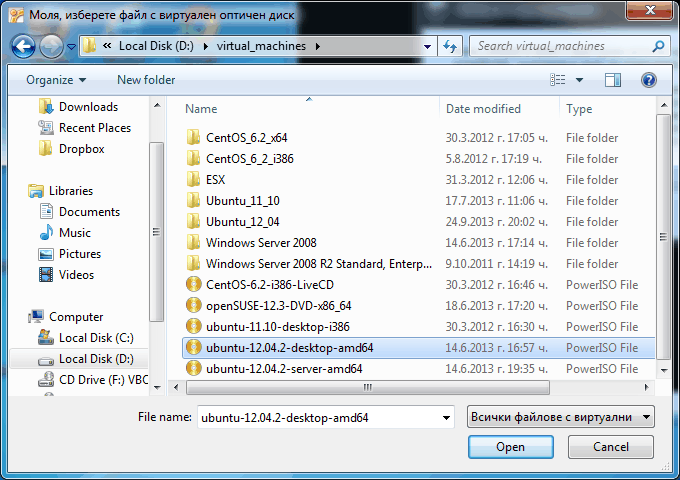 Моля, изберете файл с виртуален оптичен диск
« Local Disk (D:) virtual_machines
Search virtual_machines
Organize New folder
Downloads
Recent Places
Dropbox
Libraries
Documents
Music
Pictures
Videos
Computer
Local Disk (C:)
Local Disk (D:)
CD Drive (F:) VBC
Name Date modified Type
CentOS_6.2_x64 30.3.2012 г. 17:05 ч. File folder
CentOS_6_2_i386 5.8.2012 г. 17:19 ч. File folder
ESX 31.3.2012 г. 12:06 ч. File folder
Ubuntu_11_10 17.7.2013 г. 11:06 ч. File folder
Ubuntu_12_04 24.9.2013 г. 20:02 ч. File folder
Windows Server 2008 14.6.2013 г. 17:14 ч. File folder
Windows Server 2008 R2 Standard, Enterp... 9.10.2011 г. 14:19 ч. File folder
CentOS-6.2-i386-LiveCD 30.3.2012 г. 16:46 ч. PowerISO File
openSUSE-12.3-DVD-x86_64 18.6.2013 г. 17:20 ч. PowerISO File
ubuntu-11.10-desktop-i386 30.3.2012 г. 16:30 ч. PowerISO File
ubuntu-12.04.2-desktop-amd64 14.6.2013 г. 16:57 ч. PowerISO File
ubuntu-12.04.2-server-amd64 14.6.2013 г. 19:35 ч. PowerISO File
File name: ubuntu-12.04.2-desktop-amd64 Всички файлове с виртуални
Open Cancel